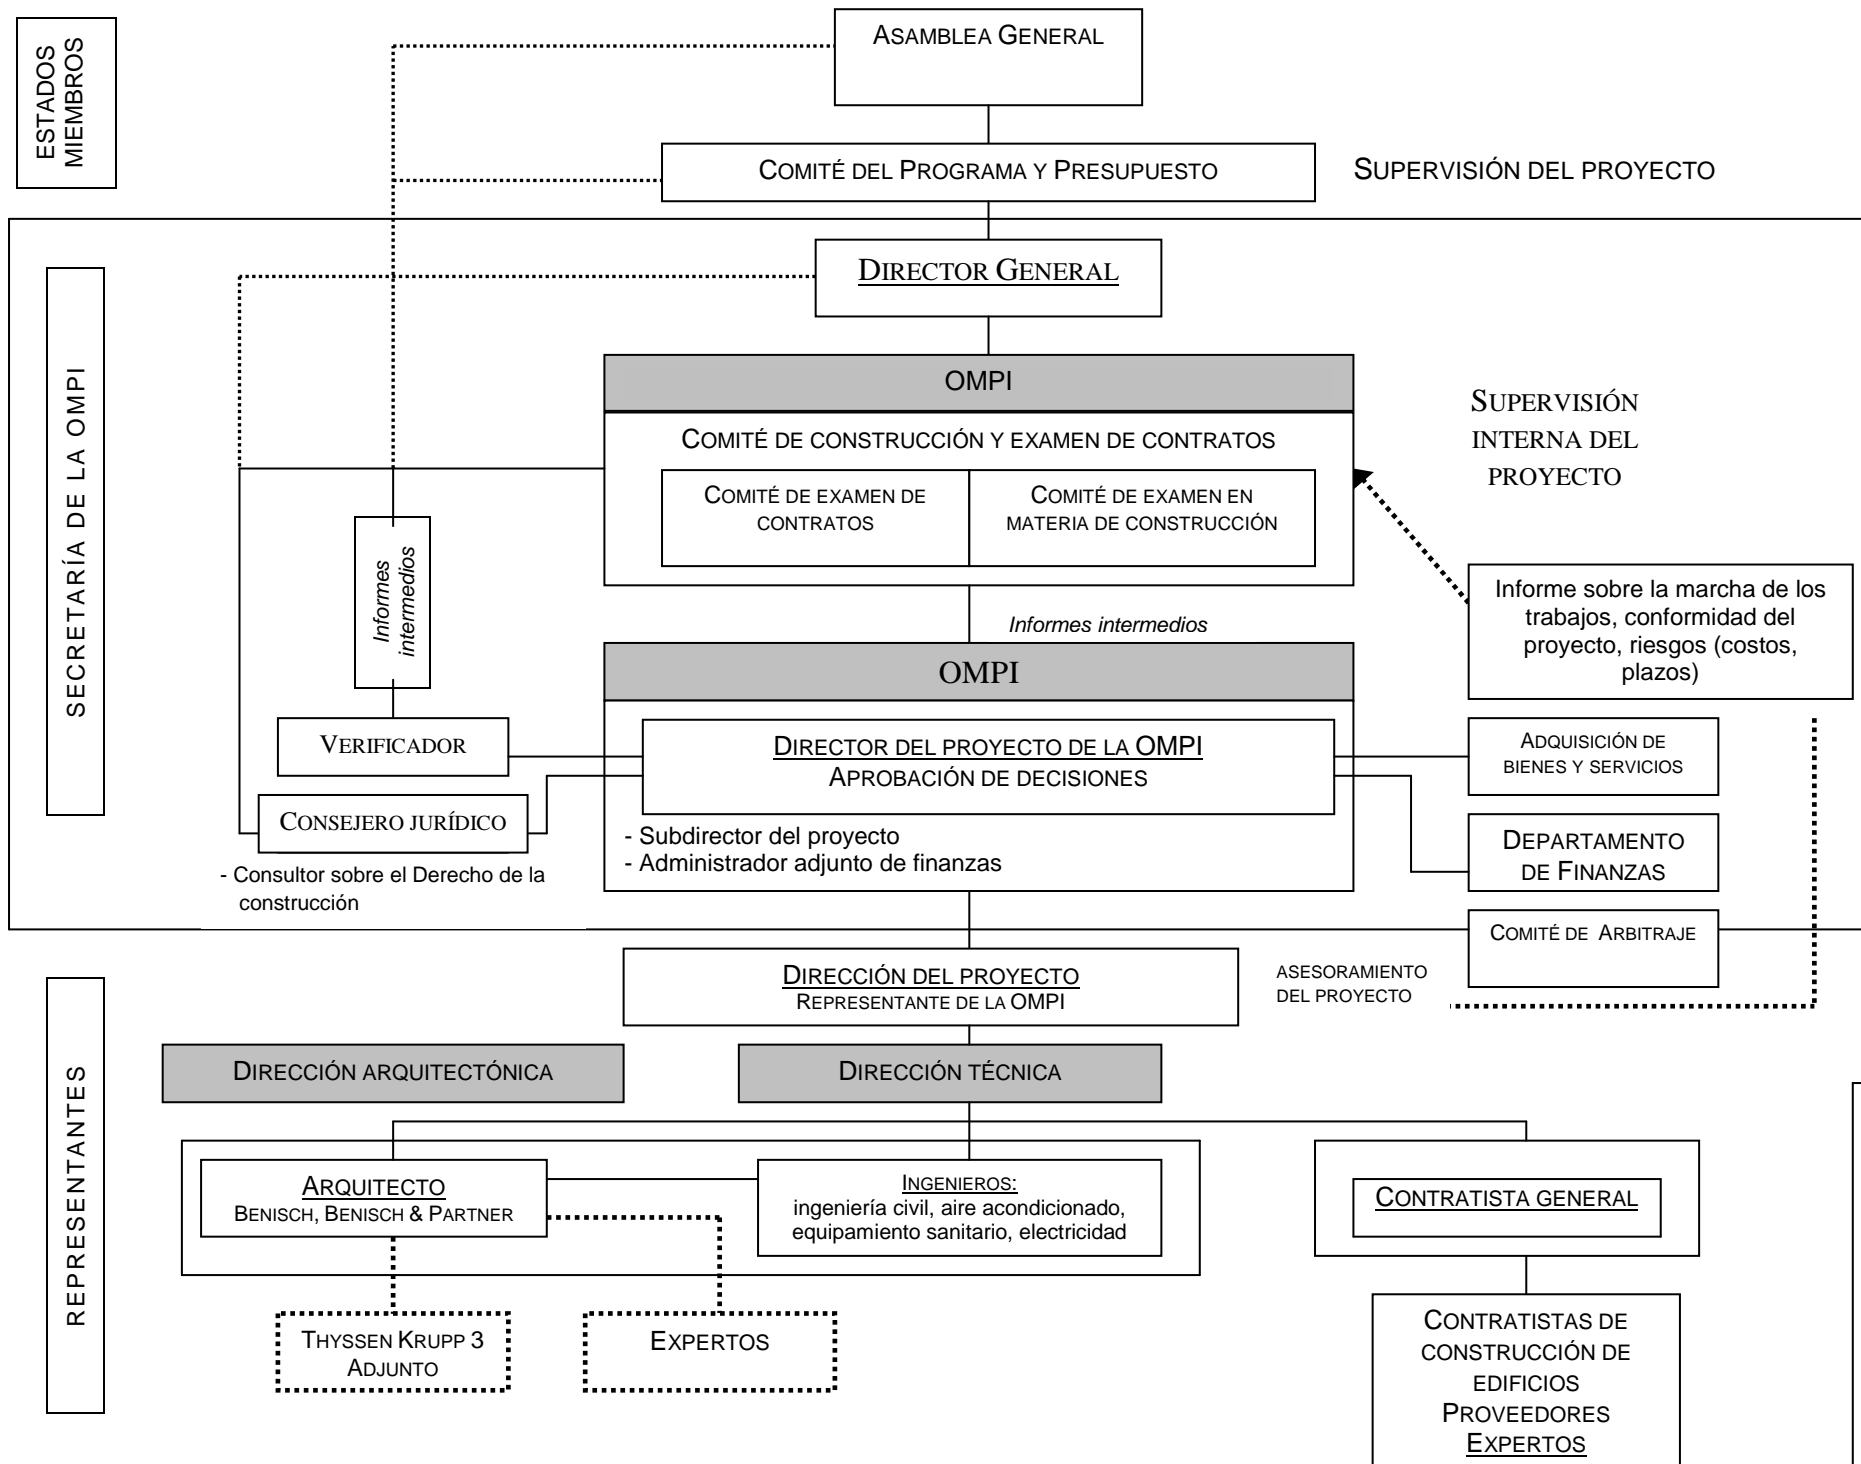 ESTADOS
MIEMBROS
ASAMBLEA GENERAL
COMITÉ DEL PROGRAMA Y PRESUPUESTO
SUPERVISIÓN DEL PROYECTO
SECRETARÍA DE LA OMPI
DIRECTOR GENERAL
OMPI
COMITÉ DE CONSTRUCCIÓN Y EXAMEN DE CONTRATOS
COMITÉ DE EXAMEN DE
CONTRATOS
COMITÉ DE EXAMEN EN
MATERIA DE CONSTRUCCIÓN
SUPERVISIÓN
INTERNA DEL
PROYECTO
Informes
intermedios
Informes intermedios
Informe sobre la marcha de los
trabajos, conformidad del
proyecto, riesgos (costos,
plazos)
OMPI
VERIFICADOR
DIRECTOR DEL PROYECTO DE LA OMPI
APROBACIÓN DE DECISIONES
ADQUISICIÓN DE
BIENES Y SERVICIOS
CONSEJERO JURÍDICO
- Consultor sobre el Derecho de la
construcción
- Subdirector del proyecto
- Administrador adjunto de finanzas
DEPARTAMENTO
DE FINANZAS
COMITÉ DE ARBITRAJE
REPRESENTANTES
DIRECCIÓN DEL PROYECTO
REPRESENTANTE DE LA OMPI
ASESORAMIENTO
DEL PROYECTO
DIRECCIÓN ARQUITECTÓNICA
DIRECCIÓN TÉCNICA
ARQUITECTO
BENISCH, BENISCH & PARTNER
INGENIEROS:
ingeniería civil, aire acondicionado,
equipamiento sanitario, electricidad
CONTRATISTA GENERAL
THYSSEN KRUPP 3
ADJUNTO
EXPERTOS
CONTRATISTAS DE
CONSTRUCCIÓN DE
EDIFICIOS
PROVEEDORES
EXPERTOS